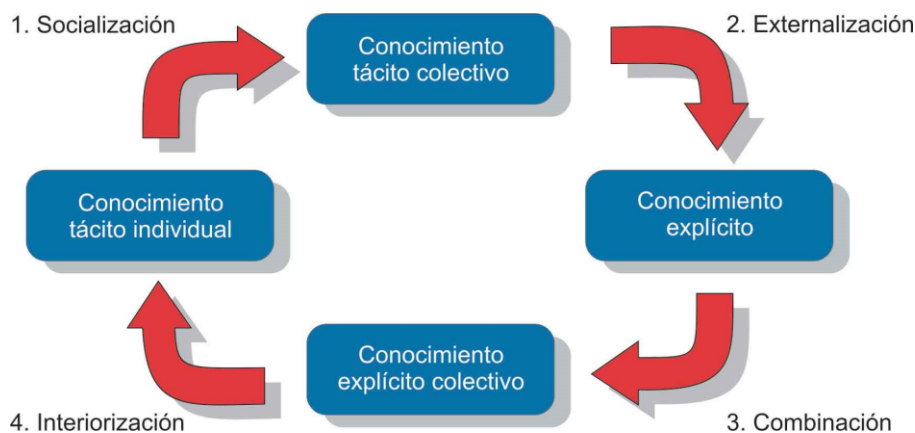 1. Socialización
Conocimiento
tácito colectivo
2. Externalización
Conocimiento
tácito individual
Conocimiento
explícito
Conocimiento
explícito colectivo
4. Interiorización
3. Combinación